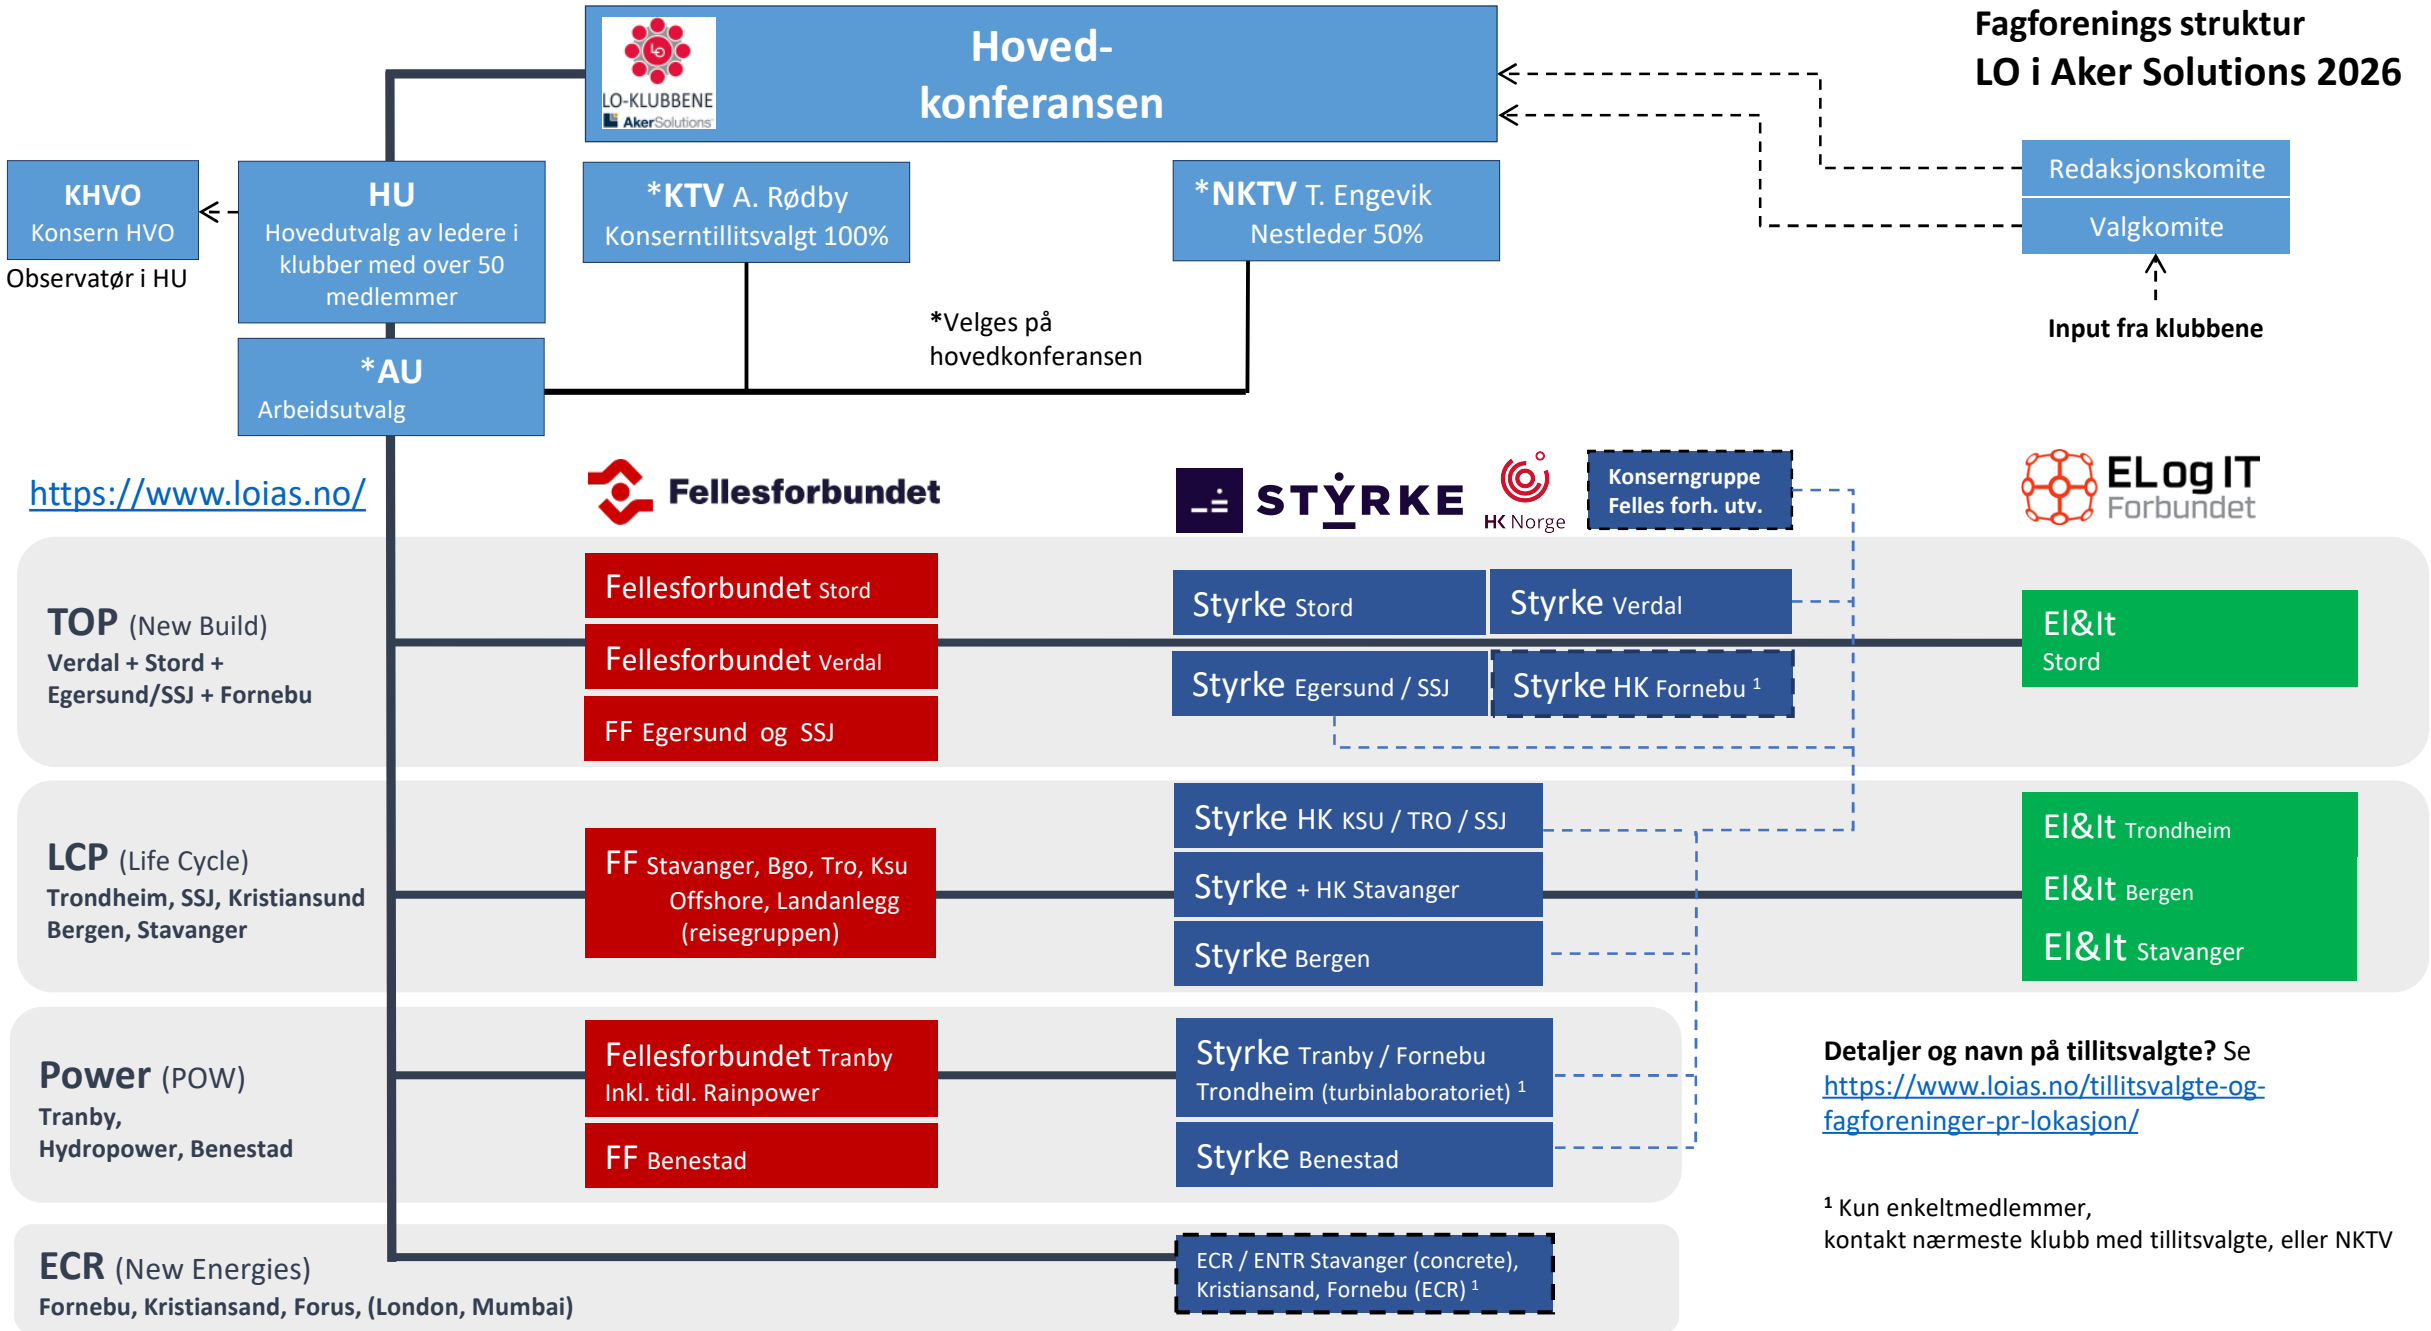 Fagforenings struktur
LO i Aker Solutions 2026
LO
LO-KLUBBENE
AkerSolutions
Hoved-
konferansen
Redaksjonskomite
Valgkomite
Input fra klubbene
KHVO
Konsern HVO
Observatør i HU
HU
Hovedutvalg av ledere i
klubber med over 50
medlemmer
*KTV A. Rødby
Konserntillitsvalgt 100%
*NKTV T. Engevik
Nestleder 50%
*Velges på
hovedkonferansen
*AU
Arbeidsutvalg
https://www.loias.no/
Fellesforbundet
STYRKE
HK Norge
Konserngruppe
Felles forh. utv.
ELogIT
Forbundet
TOP (New Build)
Verdal + Stord +
Egersund/SSJ + Fornebu
Fellesforbundet Stord
Fellesforbundet Verdal
FF Egersund og SSJ
Styrke Stord
Styrke Verdal
Styrke Egersund / SSJ
Styrke HK Fornebu 1
El&It
Stord
LCP (Life Cycle)
Trondheim, SSJ, Kristiansund
Bergen, Stavanger
FF Stavanger, Bgo, Tro, Ksu
Offshore, Landanlegg
(reisegruppen)
Styrke HK KSU / TRO / SSJ
Styrke + HK Stavanger
Styrke Bergen
El&It Trondheim
El&It Bergen
El&It Stavanger
Power (POW)
Tranby,
Hydropower, Benestad
Fellesforbundet Tranby
Inkl. tidl. Rainpower
FF Benestad
Styrke Tranby / Fornebu
Trondheim (turbinlaboratoriet) 1
Styrke Benestad
Detaljer og navn på tillitsvalgte? Se
https://www.loias.no/tillitsvalgte-og-
fagforeninger-pr-lokasjon/
1 Kun enkeltmedlemmer,
kontakt nærmeste klubb med tillitsvalgte, eller NKTV
ECR (New Energies)
Fornebu, Kristiansand, Forus, (London, Mumbai)
ECR / ENTR Stavanger (concrete),
Kristiansand, Fornebu (ECR) 1